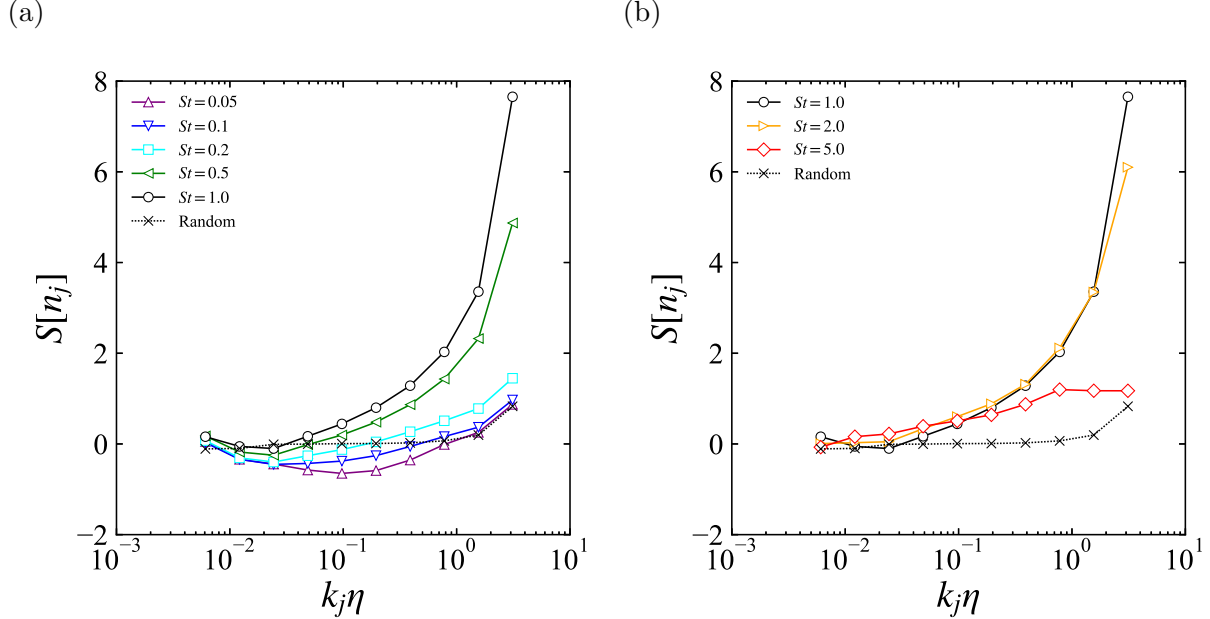 (a)
8
6
4
2
0
−2
S[n_j]
St = 0.05
St = 0.1
St = 0.2
St = 0.5
St = 1.0
Random
10^{−3} 10^{−2} 10^{−1} 10^0 10^1
k_jη
(b)
8
6
4
2
0
−2
S[n_j]
St = 1.0
St = 2.0
St = 5.0
Random
10^{−3} 10^{−2} 10^{−1} 10^0 10^1
k_jη